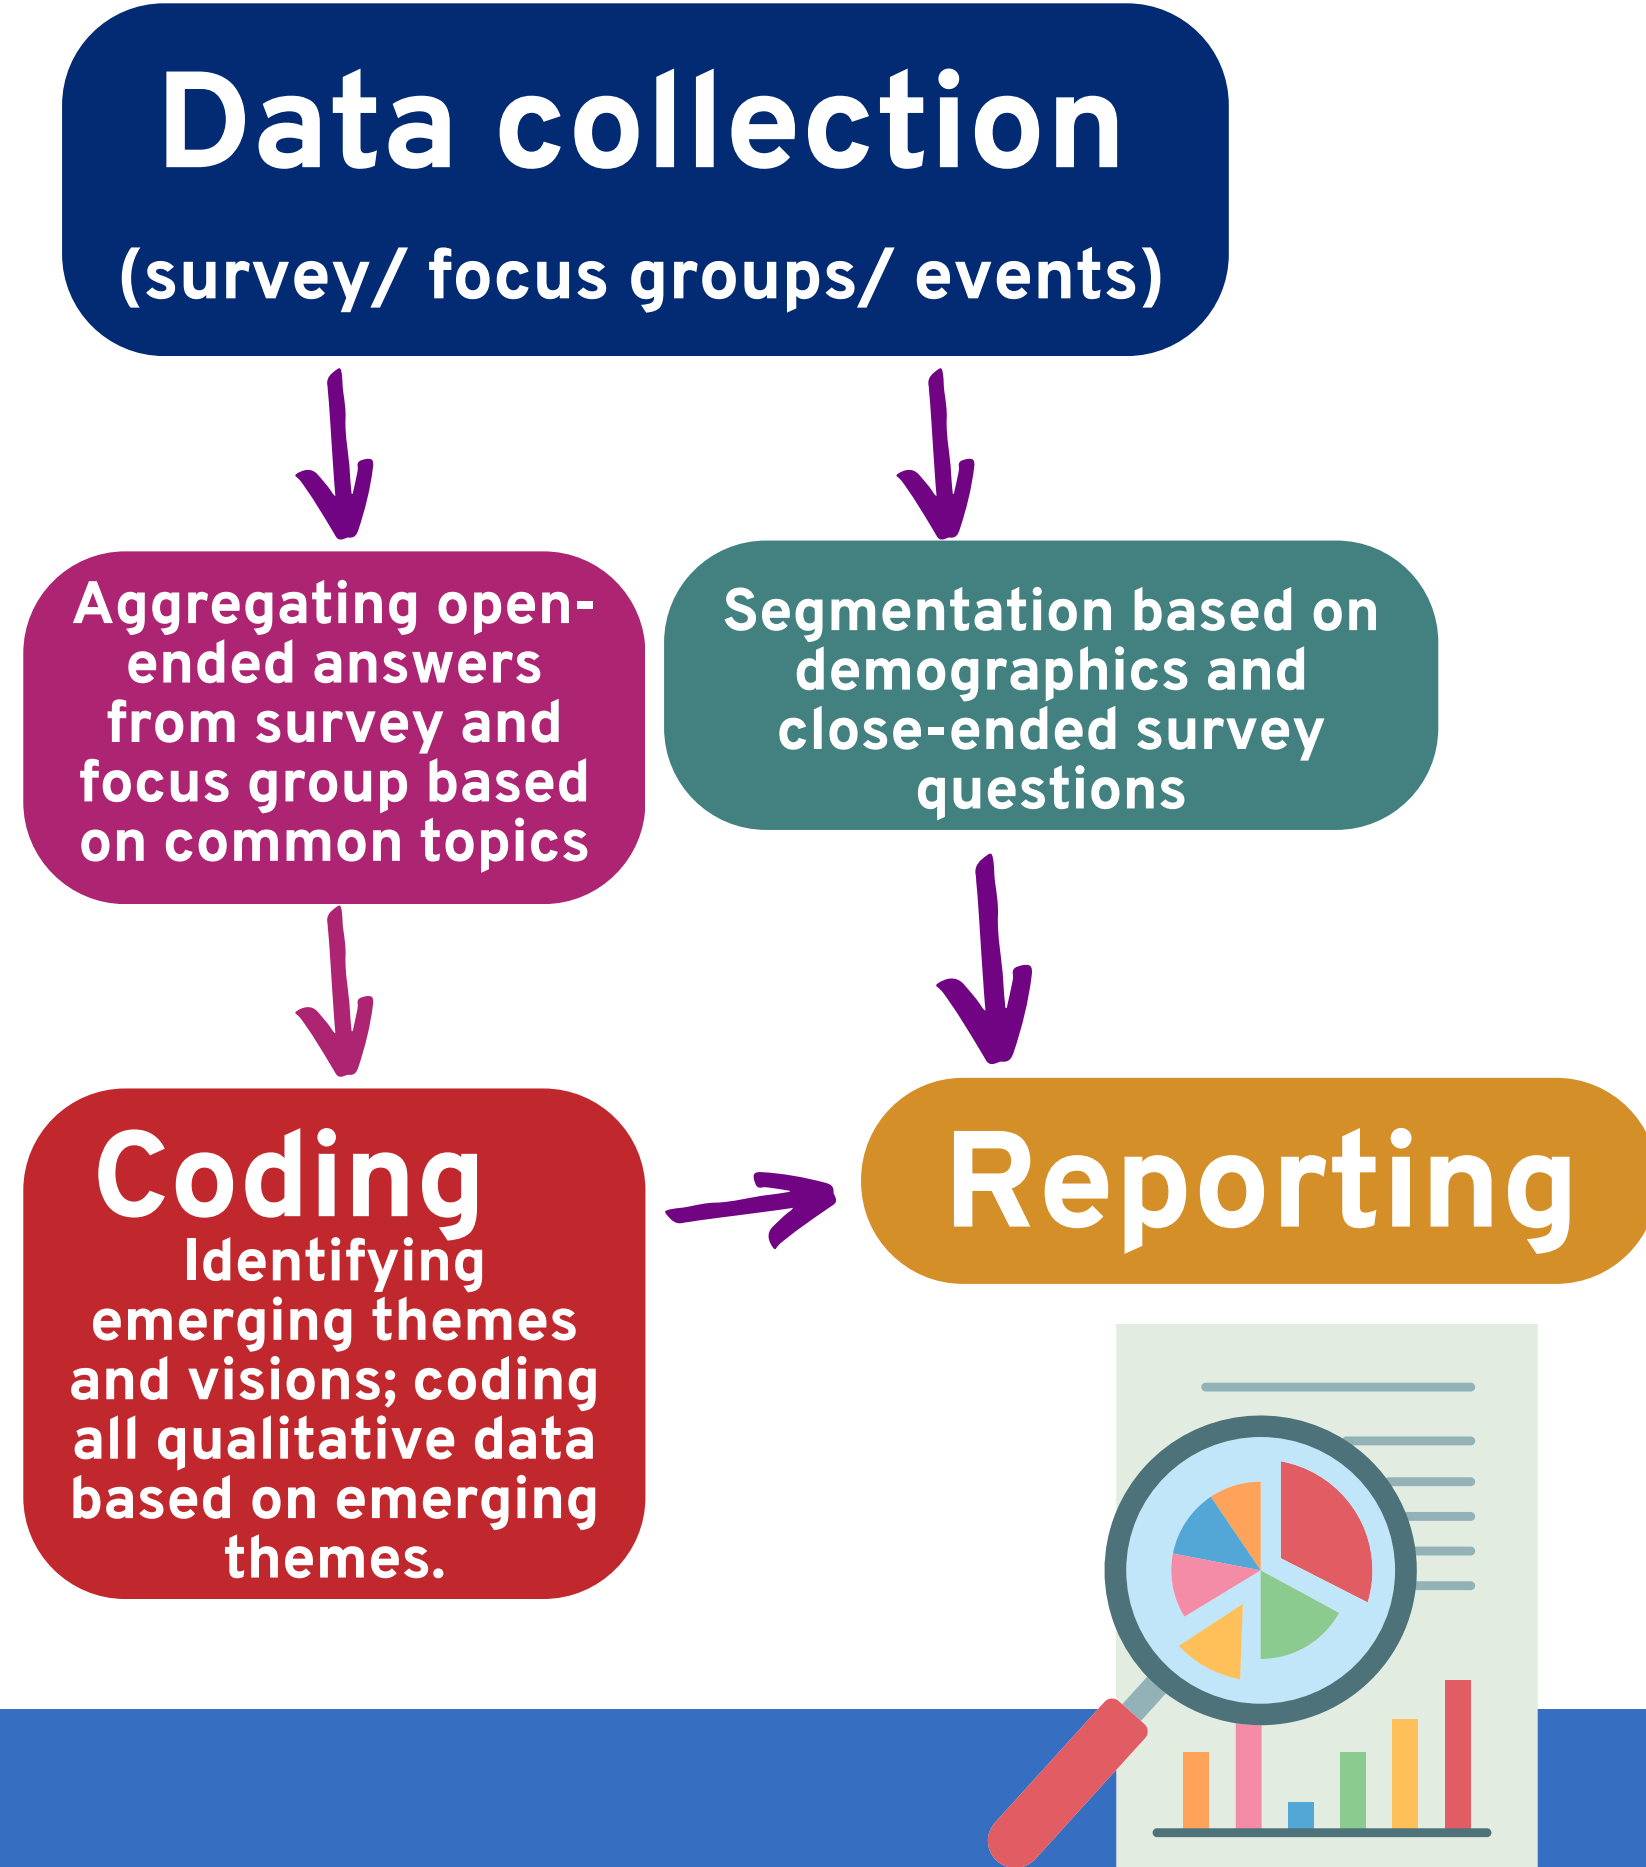 Data collection
(survey/ focus groups/ events)
Aggregating open-
ended answers
from survey and
focus group based
on common topics
Segmentation based on
demographics and
close-ended survey
questions
Coding
Identifying
emerging themes
and visions; coding
all qualitative data
based on emerging
themes.
Reporting